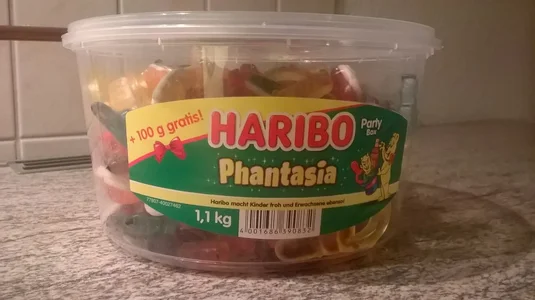 + 100 g gratis!
HARIBO
Party
Box
Phantasia
Haribo macht Kinder froh und Erwachsene ebenso!
1,1 kg